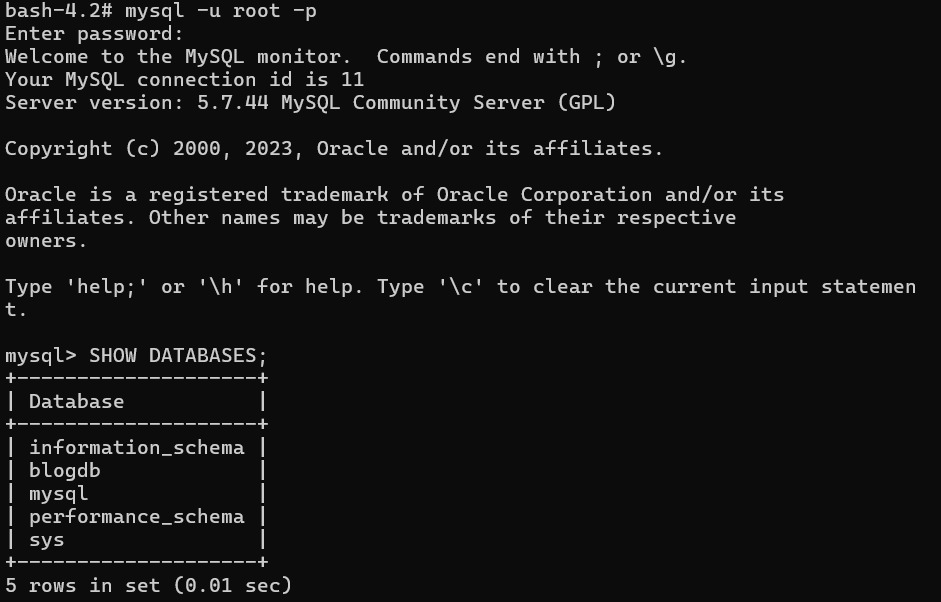 bash-4.2# mysql -u root -p
Enter password:
Welcome to the MySQL monitor.  Commands end with ; or \g.
Your MySQL connection id is 11
Server version: 5.7.44 MySQL Community Server (GPL)

Copyright (c) 2000, 2023, Oracle and/or its affiliates.

Oracle is a registered trademark of Oracle Corporation and/or its
affiliates. Other names may be trademarks of their respective
owners.

Type 'help;' or '\h' for help. Type '\c' to clear the current input statemen
t.

mysql> SHOW DATABASES;
+--------------------+
| Database           |
+--------------------+
| information_schema |
| blogdb             |
| mysql              |
| performance_schema |
| sys                |
+--------------------+
5 rows in set (0.01 sec)